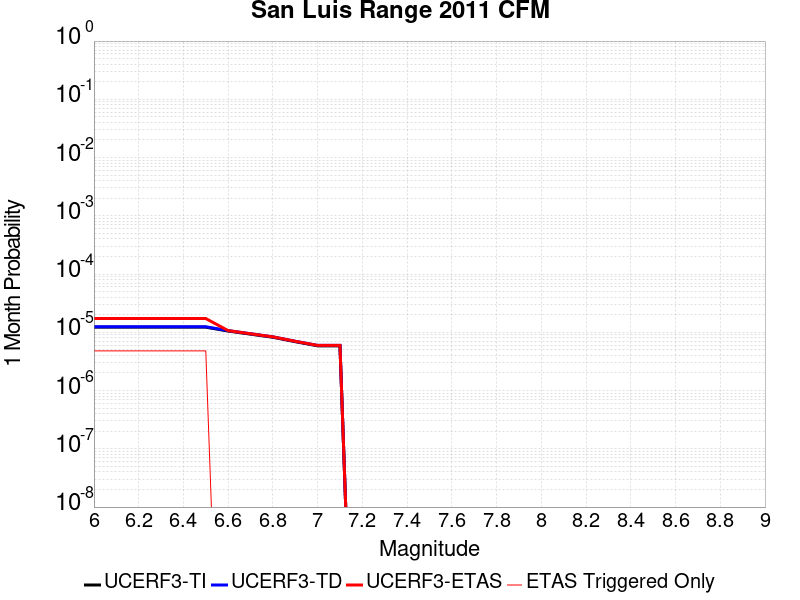 San Luis Range 2011 CFM
10^0
10^-1
10^-2
10^-3
10^-4
10^-5
10^-6
10^-7
10^-8
1 Month Probability
6 6.2 6.4 6.6 6.8 7 7.2 7.4 7.6 7.8 8 8.2 8.4 8.6 8.8 9
Magnitude
UCERF3-TI UCERF3-TD UCERF3-ETAS ETAS Triggered Only